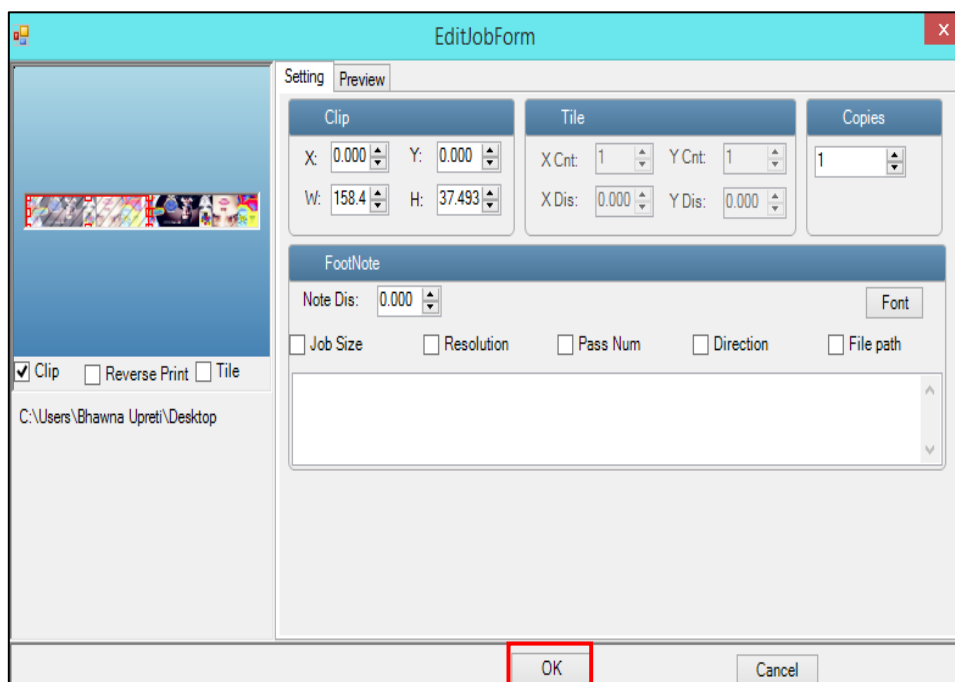 EditJobForm
x
Setting Preview
Clip
X: 0.000 Y: 0.000
W: 158.4 H: 37.493
Tile
X Cnt: 1 Y Cnt: 1
X Dis: 0.000 Y Dis: 0.000
Copies
1
FootNote
Note Dis: 0.000
Font
Job Size Resolution Pass Num Direction File path
Clip Reverse Print Tile
C:\Users\Bhawna Upreti\Desktop
OK Cancel